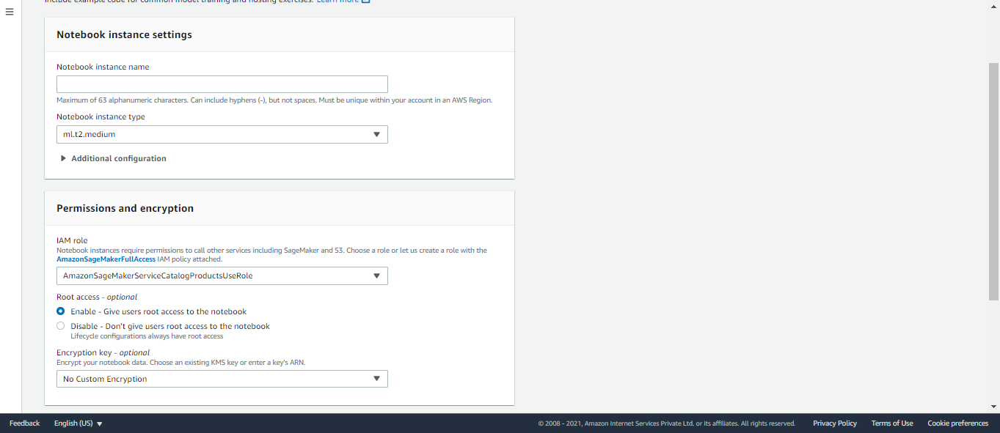 include example code for common model training and hosting exercises. Learn more
Notebook instance settings
Notebook instance name
Maximum of 63 alphanumeric characters. Can include hyphens (-), but not spaces. Must be unique within your account in an AWS Region.
Notebook instance type
ml.t2.medium
Additional configuration
Permissions and encryption
IAM role
Notebook instances require permissions to call other services including SageMaker and S3. Choose a role or let us create a role with the
AmazonSageMakerFullAccess IAM policy attached.
AmazonSageMakerServiceCatalogProductsUseRole
Root access - optional
Enable - Give users root access to the notebook
Disable - Don't give users root access to the notebook
Lifecycle configurations always have root access
Encryption key - optional
Encrypt your notebook data. Choose an existing KMS key or enter a key's ARN.
No Custom Encryption
Feedback English (US) © 2008 - 2021, Amazon Internet Services Private Ltd. or its affiliates. All rights reserved. Privacy Policy Terms of Use Cookie preferences